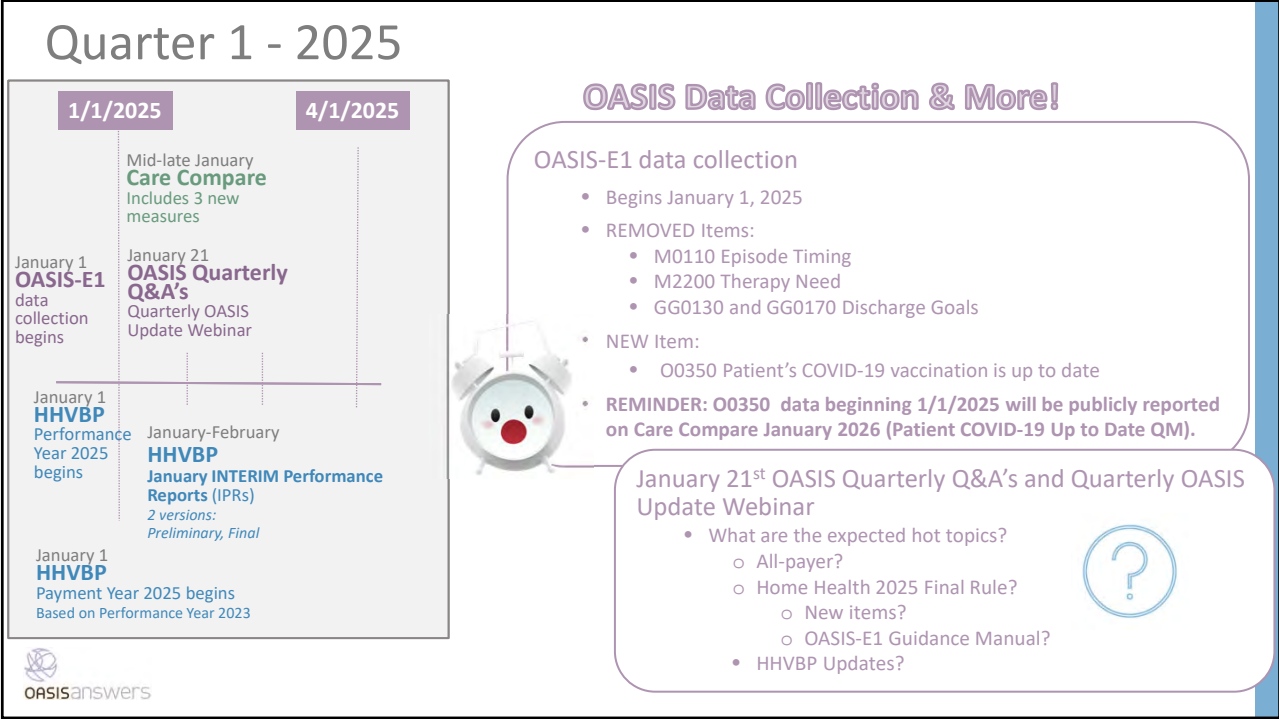 Quarter 1 - 2025
1/1/2025
4/1/2025
Mid-late January
Care Compare
Includes 3 new
measures
January 1
OASIS-E1
data
collection
begins
January 21
OASIS Quarterly
Q&A's
Quarterly OASIS
Update Webinar
January 1
HHVBP
Performance
Year 2025
begins
January-February
HHVBP
January INTERIM Performance
Reports (IPRs)
2 versions:
Preliminary, Final
January 1
HHVBP
Payment Year 2025 begins
Based on Performance Year 2023
OASISanswers
OASIS Data Collection & More!
OASIS-E1 data collection
• Begins January 1, 2025
• REMOVED Items:
• M0110 Episode Timing
• M2200 Therapy Need
• GG0130 and GG0170 Discharge Goals
• NEW Item:
• O0350 Patient's COVID-19 vaccination is up to date
• REMINDER: O0350 data beginning 1/1/2025 will be publicly reported
on Care Compare January 2026 (Patient COVID-19 Up to Date QM).
January 21st OASIS Quarterly Q&A's and Quarterly OASIS
Update Webinar
• What are the expected hot topics?
o All-payer?
o Home Health 2025 Final Rule?
o New items?
o OASIS-E1 Guidance Manual?
• HHVBP Updates?
?